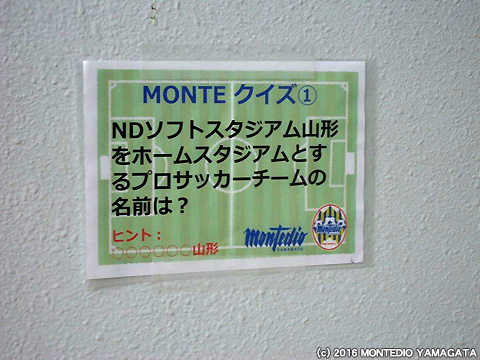 MONTE クイズ①
NDソフトスタジアム山形
をホームスタジアムとす
るプロサッカーチームの
名前は？
ヒント：
○○○○○○山形
Montedio
YAMAGATA
Montedio
(c) 2016 MONTEDIO YAMAGATA